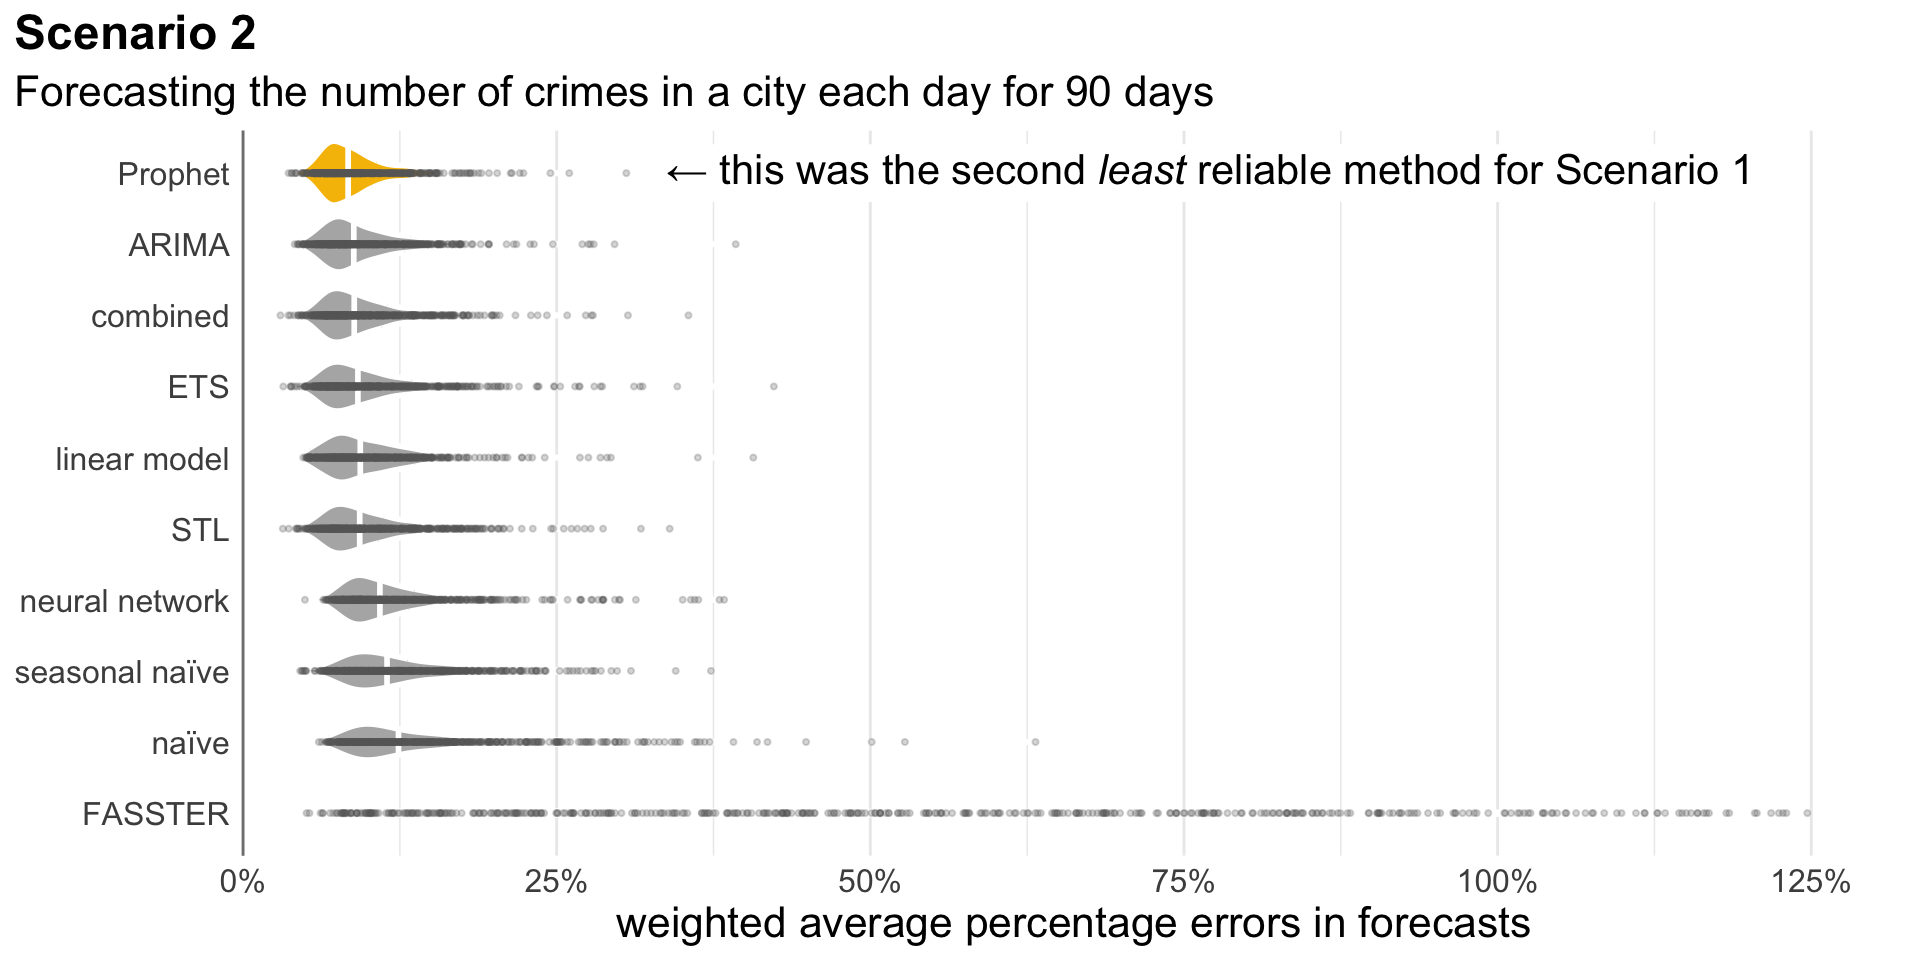 Scenario 2
Forecasting the number of crimes in a city each day for 90 days
Prophet
← this was the second least reliable method for Scenario 1
ARIMA
combined
ETS
linear model
STL
neural network
seasonal naïve
naïve
FASSTER
0% 25% 50% 75% 100% 125%
weighted average percentage errors in forecasts